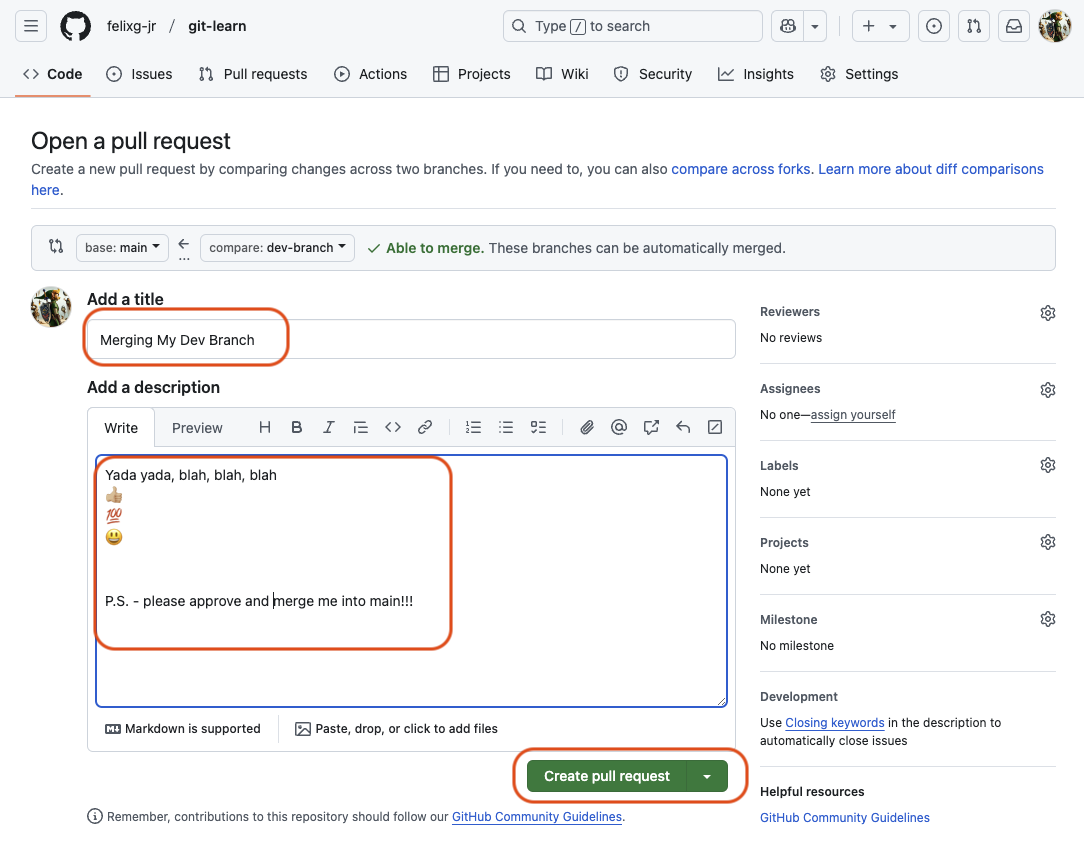 felixg-jr / git-learn
Type / to search
Code Issues Pull requests Actions Projects Wiki Security Insights Settings
Open a pull request
Create a new pull request by comparing changes across two branches. If you need to, you can also compare across forks. Learn more about diff comparisons
here.
base: main ← compare: dev-branch ✓ Able to merge. These branches can be automatically merged.
...
Add a title
Merging My Dev Branch
Add a description
Write Preview
Yada yada, blah, blah, blah
👍🏼
💯
😃
P.S. - please approve and merge me into main!!!
Markdown is supported
Paste, drop, or click to add files
Create pull request
Remember, contributions to this repository should follow our GitHub Community Guidelines.
Reviewers
No reviews
Assignees
No one—assign yourself
Labels
None yet
Projects
None yet
Milestone
No milestone
Development
Use Closing keywords in the description to
automatically close issues
Helpful resources
GitHub Community Guidelines